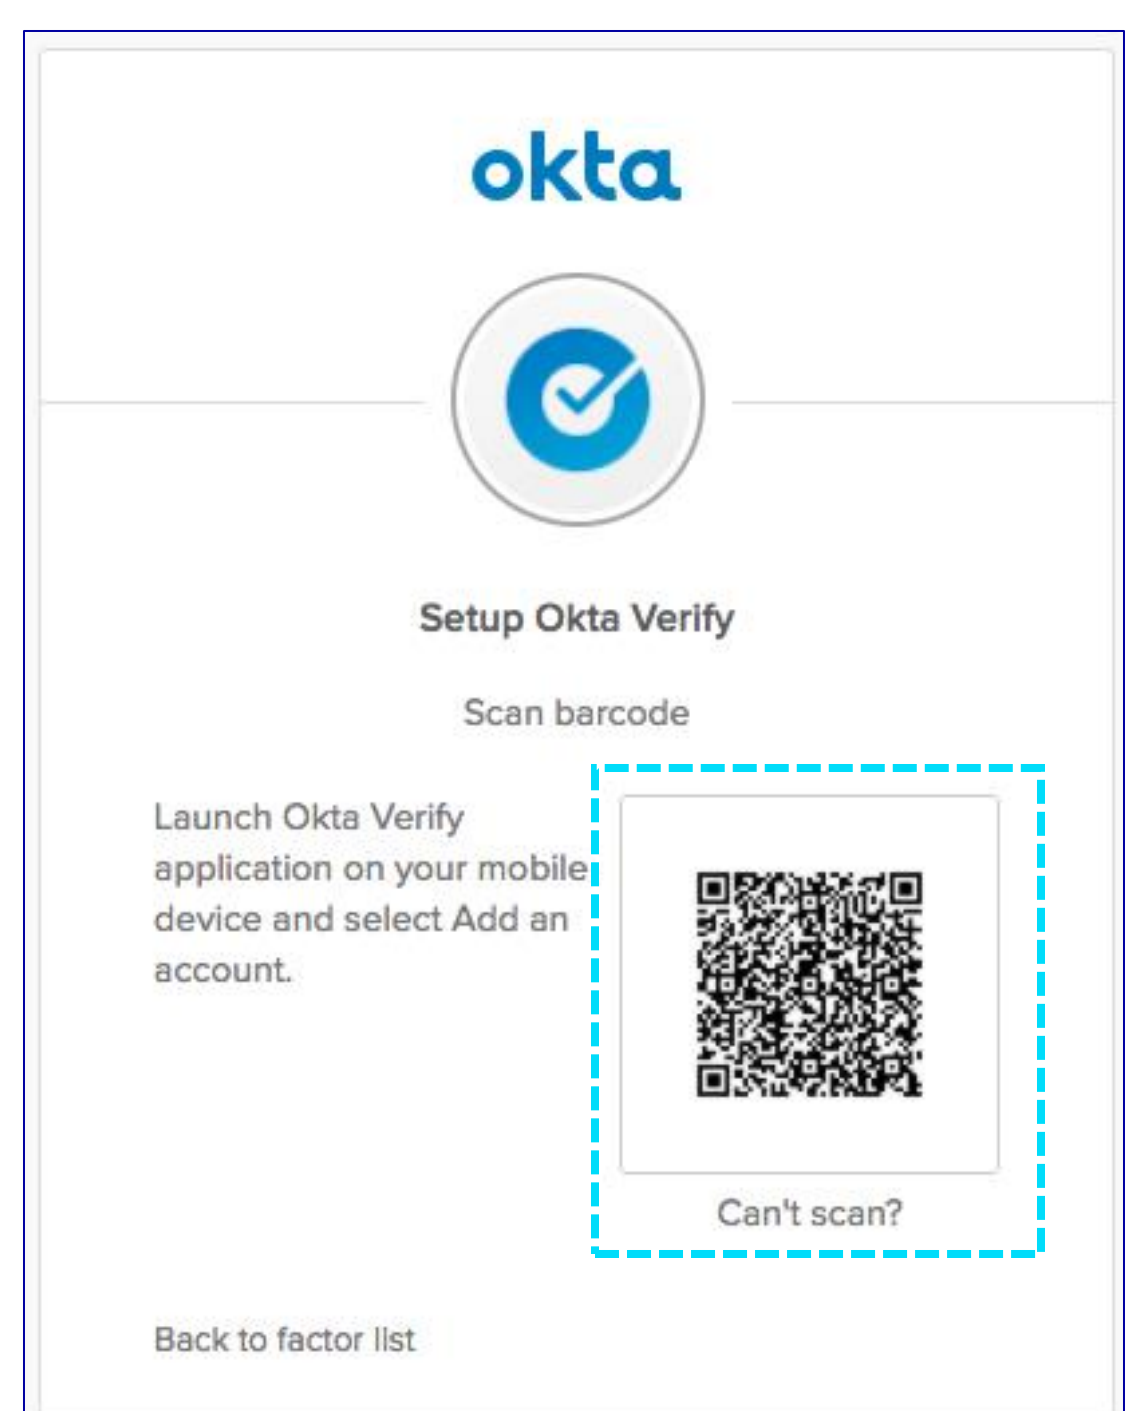 okta
Setup Okta Verify
Scan barcode
Launch Okta Verify
application on your mobile
device and select Add an
account.
Can't scan?
Back to factor list